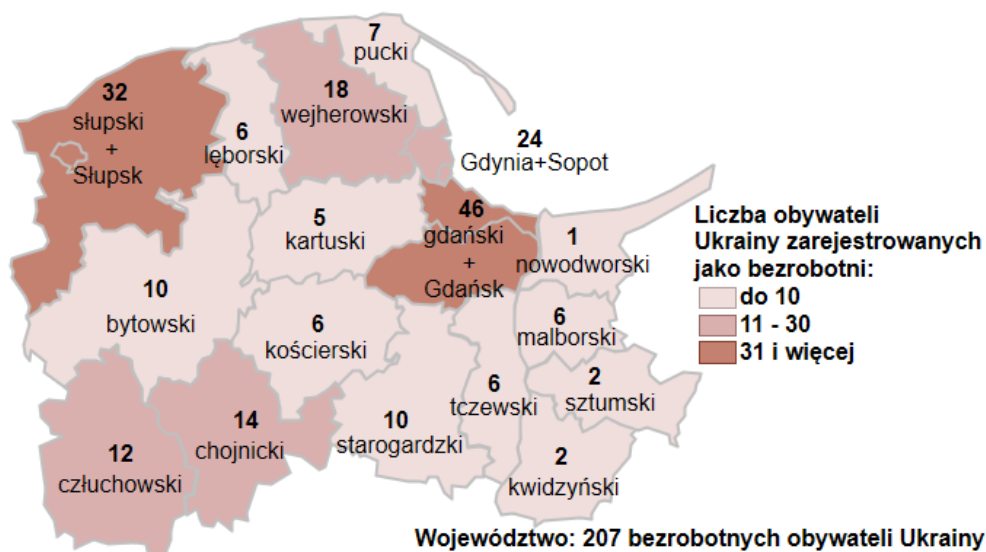 7
pucki
32
słupski
+
Słupsk
18
wejherowski
6
lęborski
24
Gdynia+Sopot
46
gdański
+
Gdańsk
5
kartuski
1
nowodworski
10
bytowski
6
kościerski
6
malborski
2
sztumski
6
tczewski
10
starogardzki
14
chojnicki
12
człuchowski
2
kwidzyński
Liczba obywateli
Ukrainy zarejestrowanych
jako bezrobotni:
do 10
11 - 30
31 i więcej
Województwo: 207 bezrobotnych obywateli Ukrainy